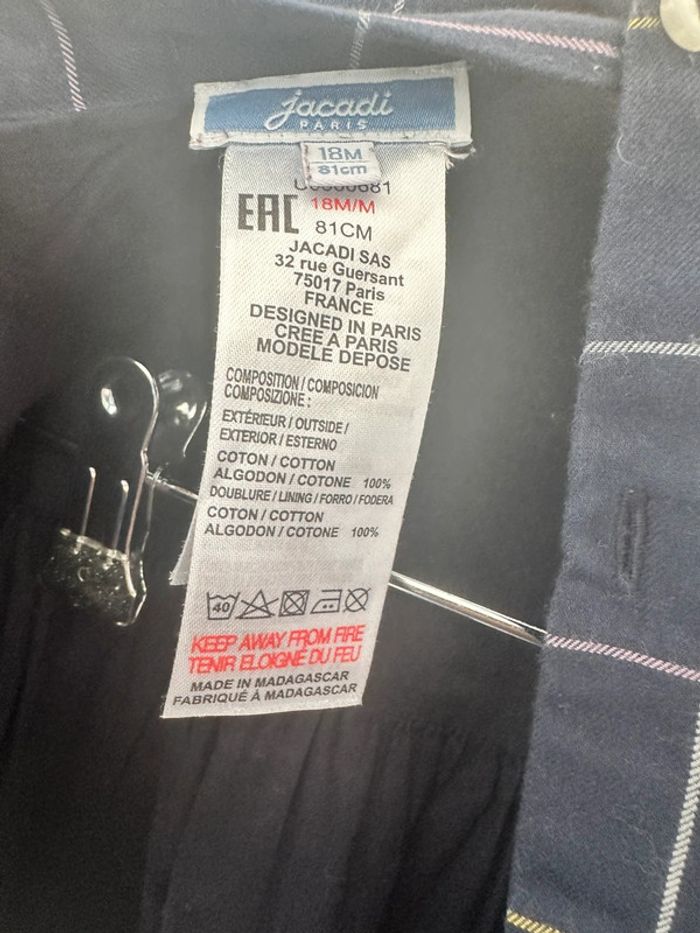 jacadi
PARIS
18M
81cm
18M/M
EAC
81CM
JACADI SAS
32 rue Guersant
75017 Paris
FRANCE
DESIGNED IN PARIS
CREE A PARIS
MODELE DEPOSE
COMPOSITION / COMPOSICION
COMPOSIZIONE :
EXTÉRIEUR / OUTSIDE /
EXTERIOR / ESTERNO
COTON / COTTON
ALGODON / COTONE 100%
DOUBLURE / LINING / FORRO / FODERA
COTON / COTTON
ALGODON / COTONE 100%
40
KEEP AWAY FROM FIRE
TENIR ELOIGNÉ DU FEU
MADE IN MADAGASCAR
FABRIQUÉ À MADAGASCAR